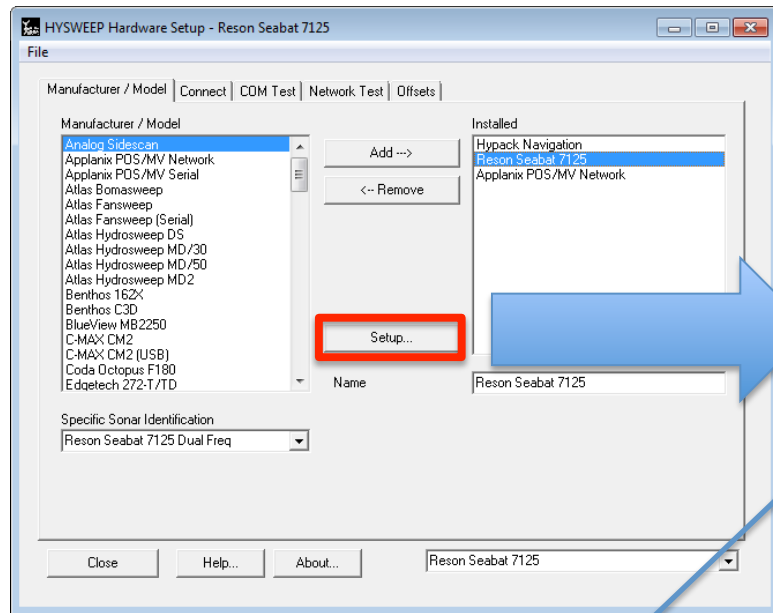 HYSWEEP Hardware Setup - Reson Seabat 7125
File
Manufacturer / Model Connect COM Test Network Test Offsets
Manufacturer / Model
Analog Sidescan
Applanix POS/MV Network
Applanix POS/MV Serial
Atlas Bomasweep
Atlas Fansweep
Atlas Fansweep (Serial)
Atlas Hydrosweep DS
Atlas Hydrosweep MD/30
Atlas Hydrosweep MD/50
Atlas Hydrosweep MD2
Benthos 162X
Benthos C3D
BlueView MB2250
C-MAX CM2
C-MAX CM2 (USB)
Coda Octopus F180
Edgetech 272-T/TD
Add --->
<-- Remove
Setup...
Name
Installed
Hypack Navigation
Reson Seabat 7125
Applanix POS/MV Network
Reson Seabat 7125
Specific Sonar Identification
Reson Seabat 7125 Dual Freq
Close Help... About... Reson Seabat 7125